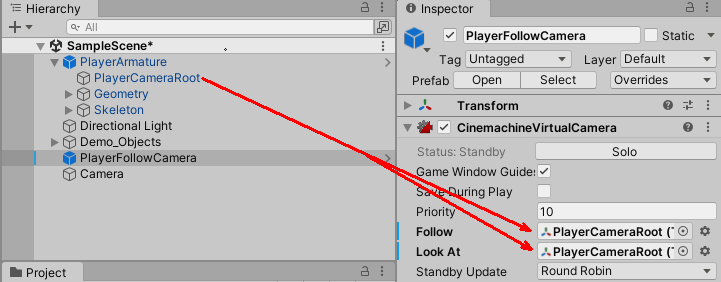 Hierarchy
All
SampleScene*
PlayerArmature
PlayerCameraRoot
Geometry
Skeleton
Directional Light
Demo_Objects
PlayerFollowCamera
Camera
Project
Inspector
PlayerFollowCamera Static
Tag Untagged Layer Default
Prefab Open Select Overrides
Transform
CinemachineVirtualCamera
Status: Standby Solo
Game Window Guides
Save During Play
Priority 10
Follow PlayerCameraRoot (T
Look At PlayerCameraRoot (T
Standby Update Round Robin